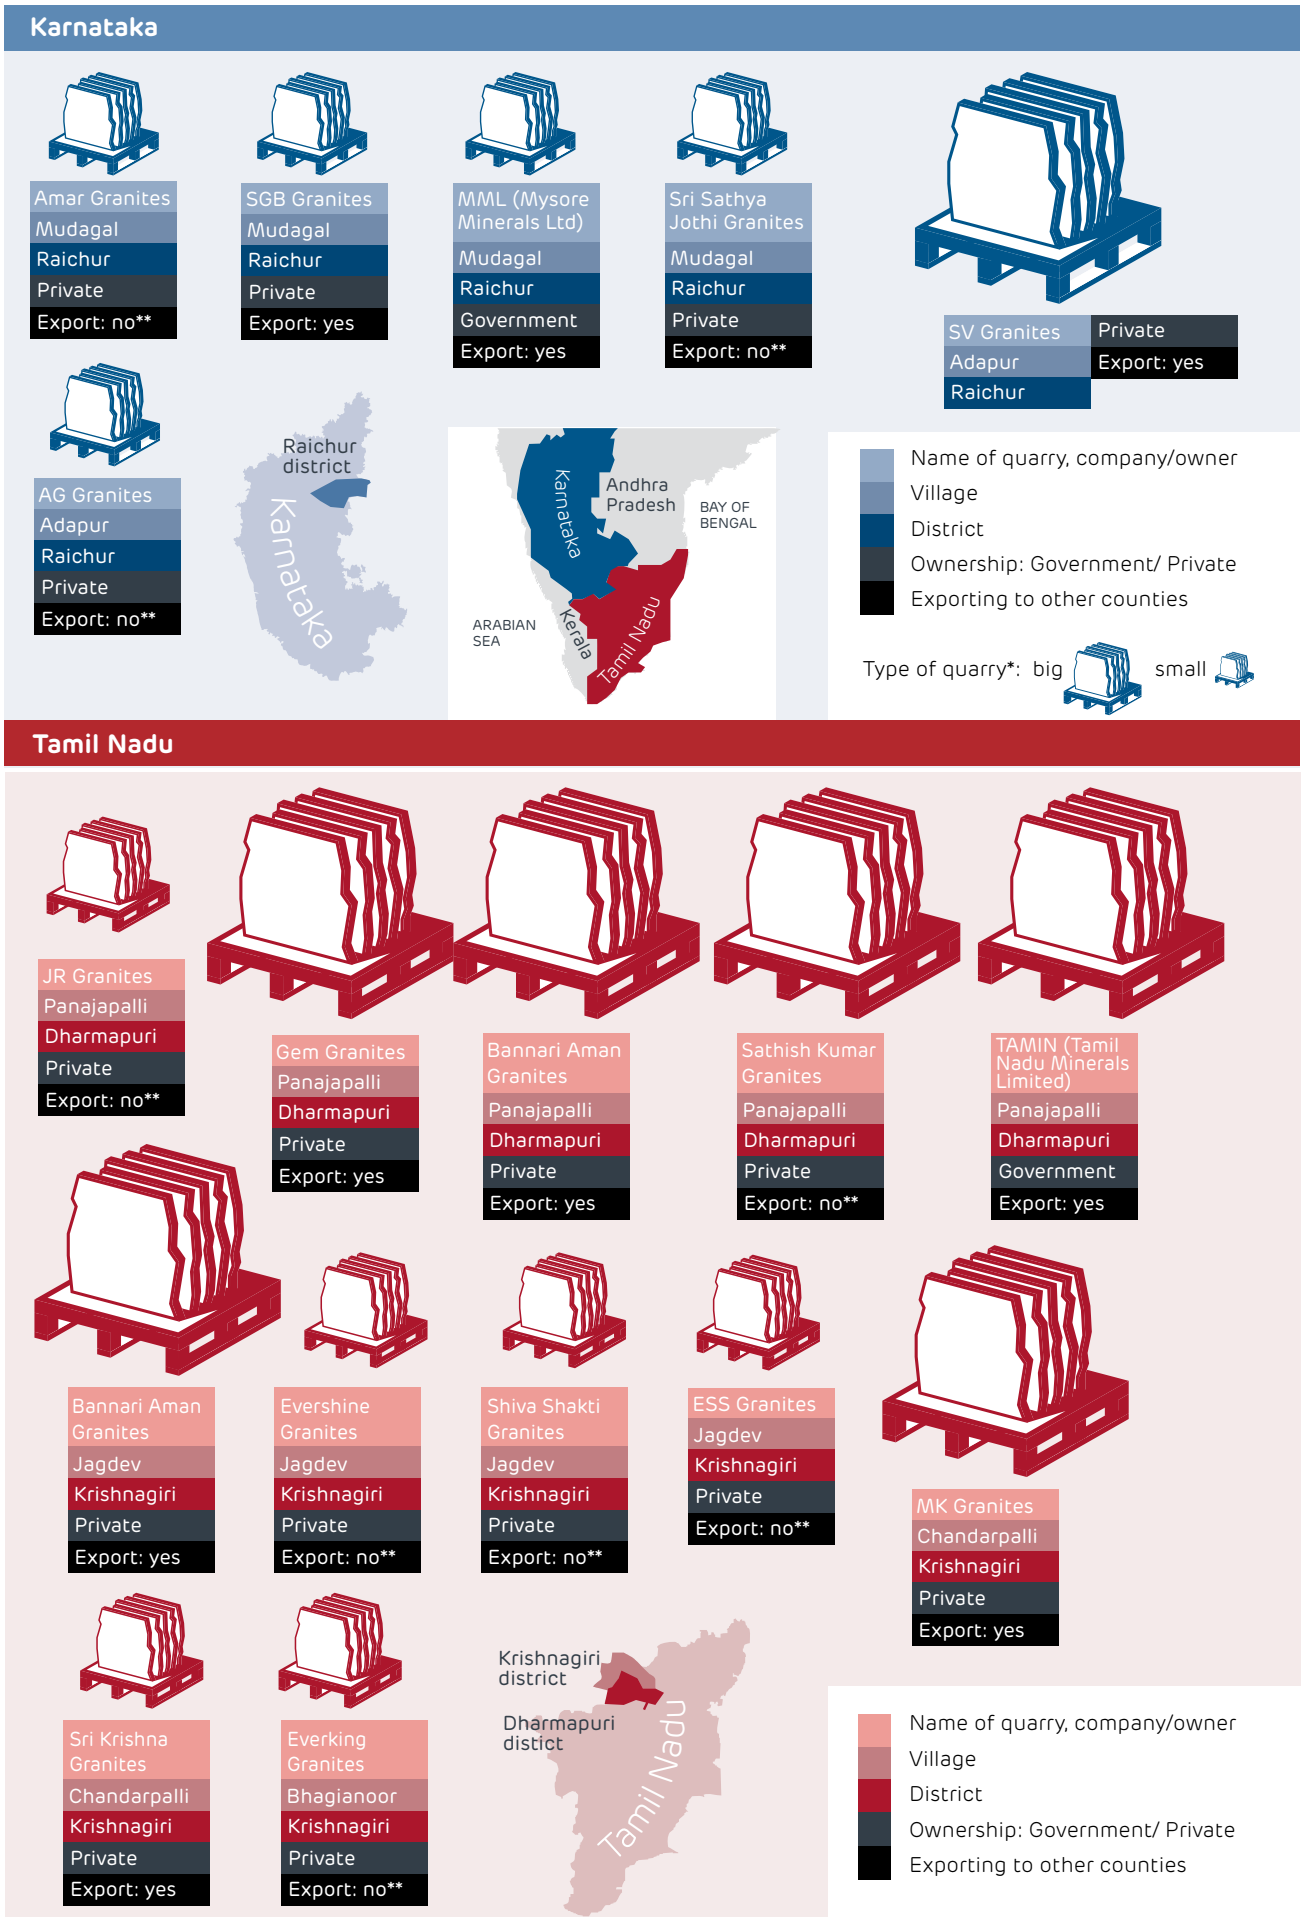 Karnataka
Amar Granites
Mudagal
Raichur
Private
Export: no**
SGB Granites
Mudagal
Raichur
Private
Export: yes
MML (Mysore
Minerals Ltd)
Mudagal
Raichur
Government
Export: yes
Sri Sathya
Jothi Granites
Mudagal
Raichur
Private
Export: no**
SV Granites
Adapur
Raichur
Private
Export: yes
AG Granites
Adapur
Raichur
Private
Export: no**
Raichur
district
Karnataka
Karnataka
Andhra
Pradesh
BAY OF
BENGAL
ARABIAN
SEA
Kerala
Tamil Nadu
Name of quarry, company/owner
Village
District
Ownership: Government/ Private
Exporting to other counties
Type of quarry*: big small
Tamil Nadu
JR Granites
Panajapalli
Dharmapuri
Private
Export: no**
Gem Granites
Panajapalli
Dharmapuri
Private
Export: yes
Bannari Aman
Granites
Panajapalli
Dharmapuri
Private
Export: yes
Sathish Kumar
Granites
Panajapalli
Dharmapuri
Private
Export: no**
TAMIN (Tamil
Nadu Minerals
Limited)
Panajapalli
Dharmapuri
Government
Export: yes
Bannari Aman
Granites
Jagdev
Krishnagiri
Private
Export: yes
Evershine
Granites
Jagdev
Krishnagiri
Private
Export: no**
Shiva Shakti
Granites
Jagdev
Krishnagiri
Private
Export: no**
ESS Granites
Jagdev
Krishnagiri
Private
Export: no**
MK Granites
Chandarpalli
Krishnagiri
Private
Export: yes
Sri Krishna
Granites
Chandarpalli
Krishnagiri
Private
Export: yes
Everking
Granites
Bhagianoor
Krishnagiri
Private
Export: no**
Krishnagiri
district
Dharmapuri
distict
Tamil Nadu
Name of quarry, company/owner
Village
District
Ownership: Government/ Private
Exporting to other counties